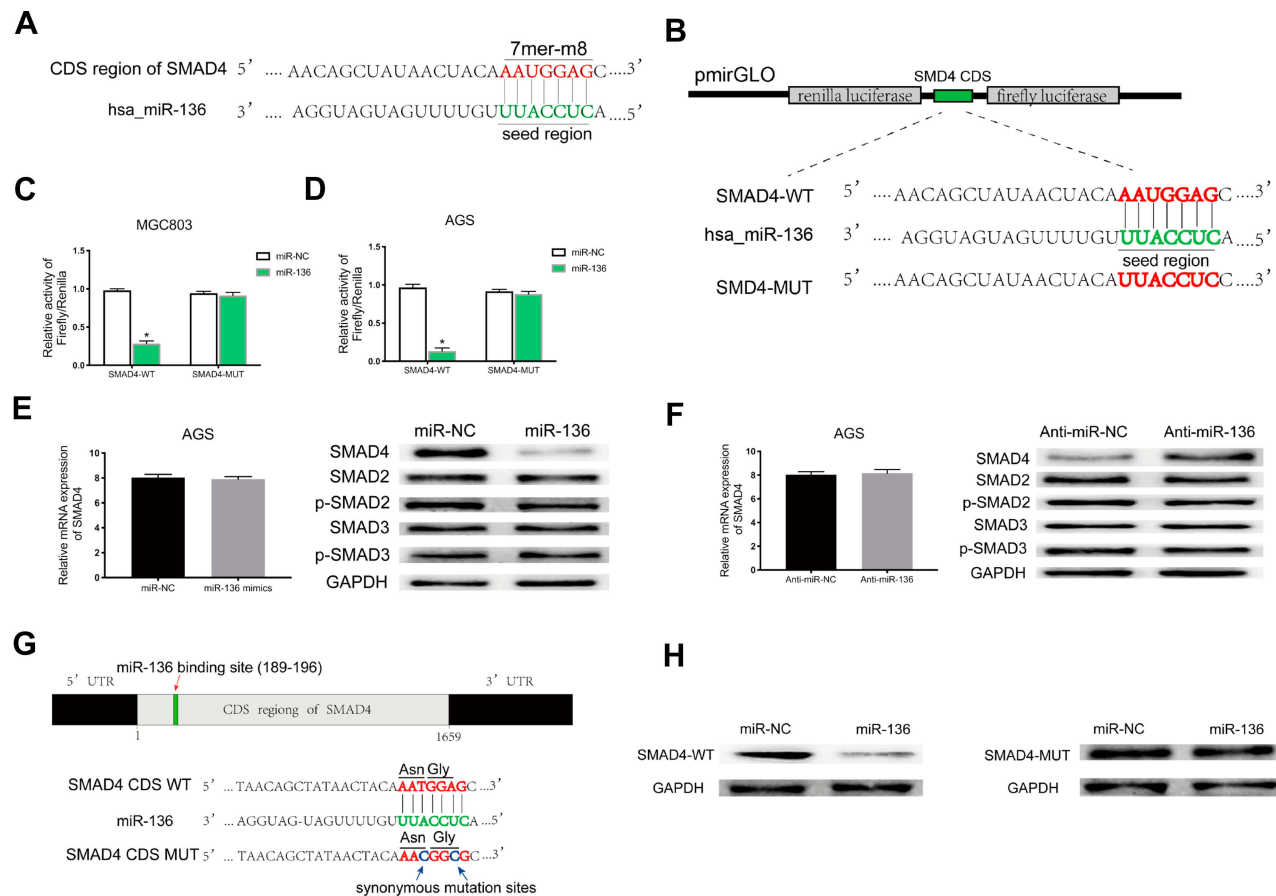 A
7mer-m8
CDS region of SMAD4 5' .... AACAGCUAUAACUACAAAUGGAGC ....3'
hsa_miR-136 3' .... AGGUAGUAGUUUUGUUUACCUCA ....5'
seed region
B
pmirGLO
SMD4 CDS
renilla luciferase firefly luciferase
SMAD4-WT 5' .... AACAGCUAUAACUACAAAUGGAGC ....3'
hsa_miR-136 3' .... AGGUAGUAGUUUUGUUUACCUCA ....5'
seed region
SMD4-MUT 5' .... AACAGCUAUAACUACAUUACCUCC ....3'
C
MGC803
miR-NC
miR-136
Relative activity of
Firefly/Renilla
1.5
1.0
0.5
0.0
*
SMAD4-WT SMAD4-MUT
D
AGS
miR-NC
miR-136
Relative activity of
Firefly/Renilla
1.5
1.0
0.5
0.0
*
SMAD4-WT SMAD4-MUT
E
AGS
Relative mRNA expression
of SMAD4
10
8
6
4
2
0
miR-NC miR-136 mimics
miR-NC miR-136
SMAD4
SMAD2
p-SMAD2
SMAD3
p-SMAD3
GAPDH
F
AGS
Relative mRNA expression
of SMAD4
10
8
6
4
2
0
Anti-miR-NC Anti-miR-136
Anti-miR-NC Anti-miR-136
SMAD4
SMAD2
p-SMAD2
SMAD3
p-SMAD3
GAPDH
G
miR-136 binding site (189-196)
5' UTR 3' UTR
CDS regiong of SMAD4
1 1659
Asn Gly
SMAD4 CDS WT 5' ... TAACAGCTATAACTACAAATGGAGC ...3'
miR-136 3' ... AGGUAG-UAGUUUUGUUUACCUCA ...5'
Asn Gly
SMAD4 CDS MUT 5' ... TAACAGCTATAACTACAAACGGCGC ...3'
synonymous mutation sites
H
miR-NC miR-136
SMAD4-WT
GAPDH
miR-NC miR-136
SMAD4-MUT
GAPDH